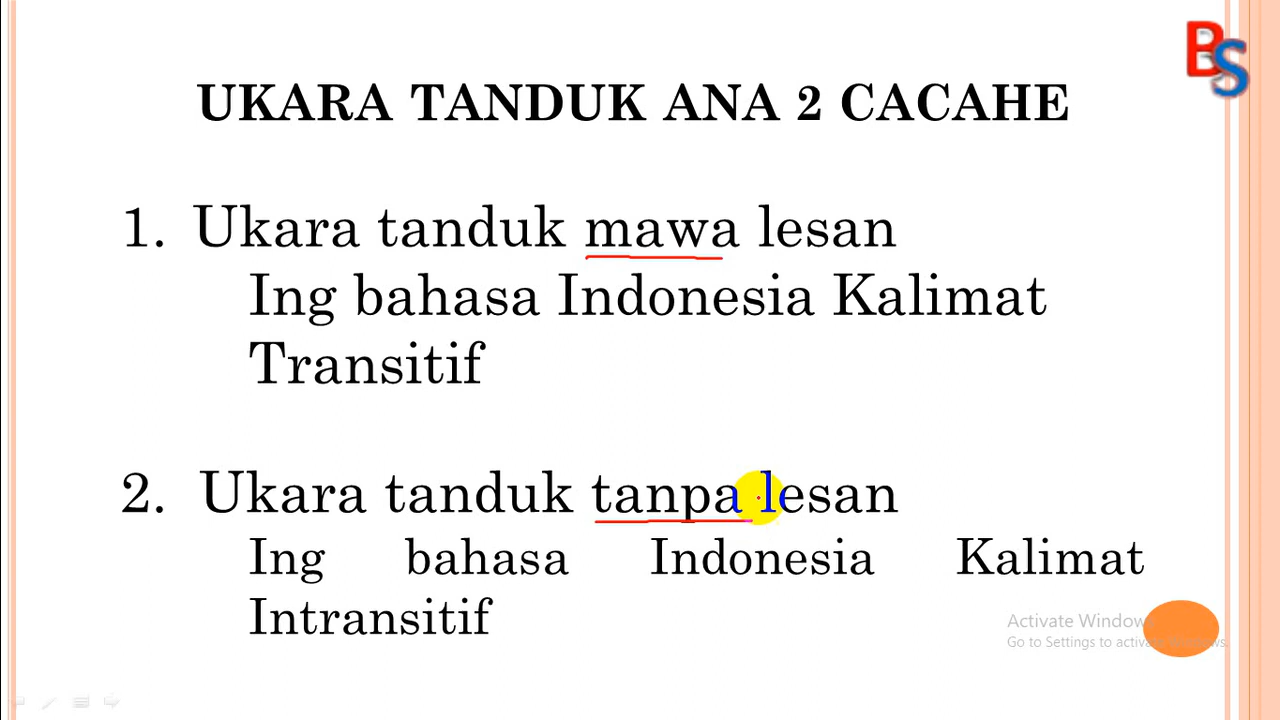 BS
UKARA TANDUK ANA 2 CACAHE
1. Ukara tanduk mawa lesan
Ing bahasa Indonesia Kalimat
Transitif
2. Ukara tanduk tanpa lesan
Ing bahasa Indonesia Kalimat
Intransitif
Activate Windows
Go to Settings to activate Windows.